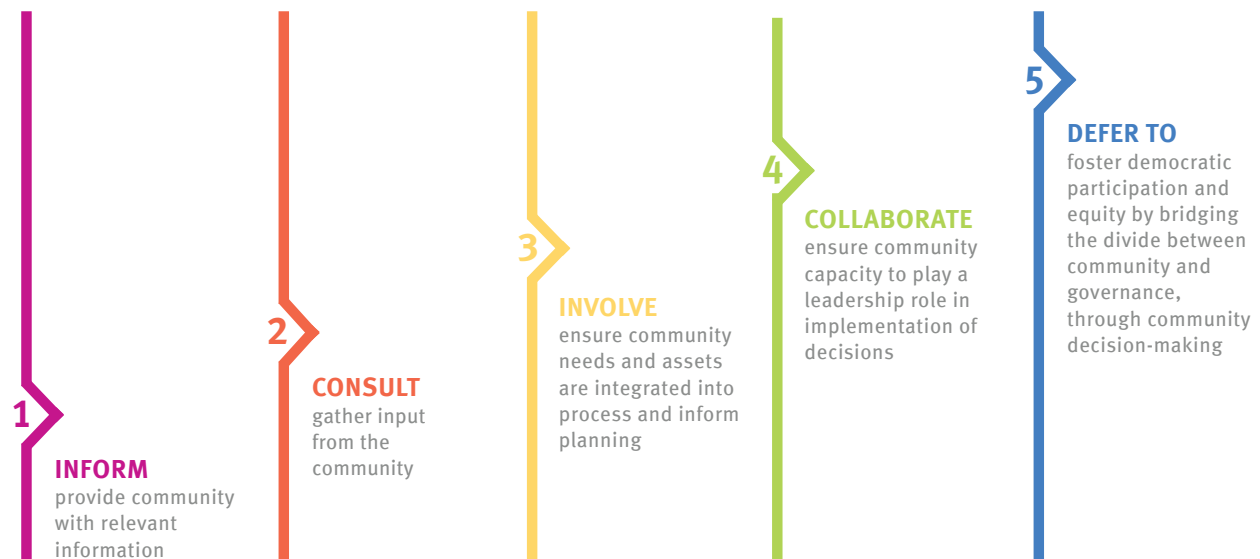 1
INFORM
provide community
with relevant
information
2
CONSULT
gather input
from the
community
3
INVOLVE
ensure community
needs and assets
are integrated into
process and inform
planning
4
COLLABORATE
ensure community
capacity to play a
leadership role in
implementation of
decisions
5
DEFER TO
foster democratic
participation and
equity by bridging
the divide between
community and
governance,
through community
decision-making